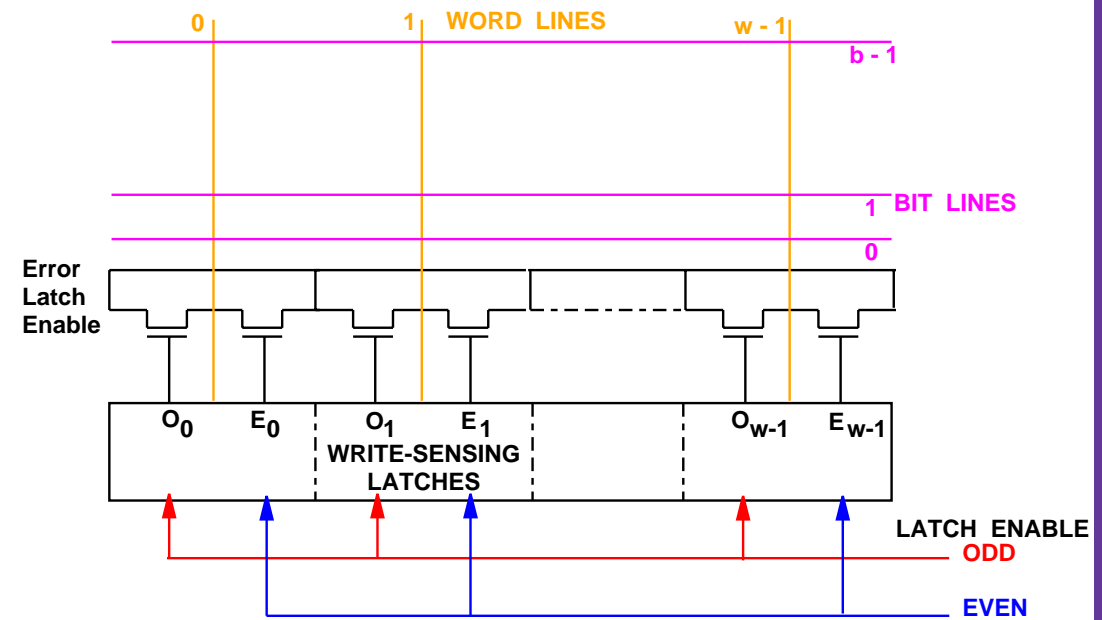 0 1 WORD LINES w - 1
b - 1
1 BIT LINES
0
Error
Latch
Enable
O0 E0 O1 E1 Ow-1 Ew-1
WRITE-SENSING
LATCHES
LATCH ENABLE
ODD
EVEN